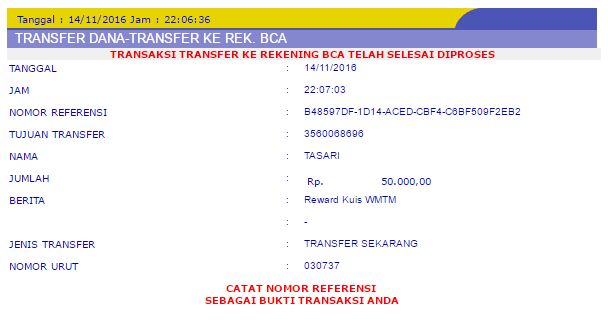 Tanggal : 14/11/2016 Jam : 22:06:36
TRANSFER DANA-TRANSFER KE REK. BCA
TRANSAKSI TRANSFER KE REKENING BCA TELAH SELESAI DIPROSES
TANGGAL : 14/11/2016
JAM : 22:07:03
NOMOR REFERENSI : B48597DF-1D14-ACED-CBF4-C6BF509F2EB2
TUJUAN TRANSFER : 3560068696
NAMA : TASARI
JUMLAH : Rp. 50.000,00
BERITA : Reward Kuis WMTM
: -
JENIS TRANSFER : TRANSFER SEKARANG
NOMOR URUT : 030737
CATAT NOMOR REFERENSI
SEBAGAI BUKTI TRANSAKSI ANDA